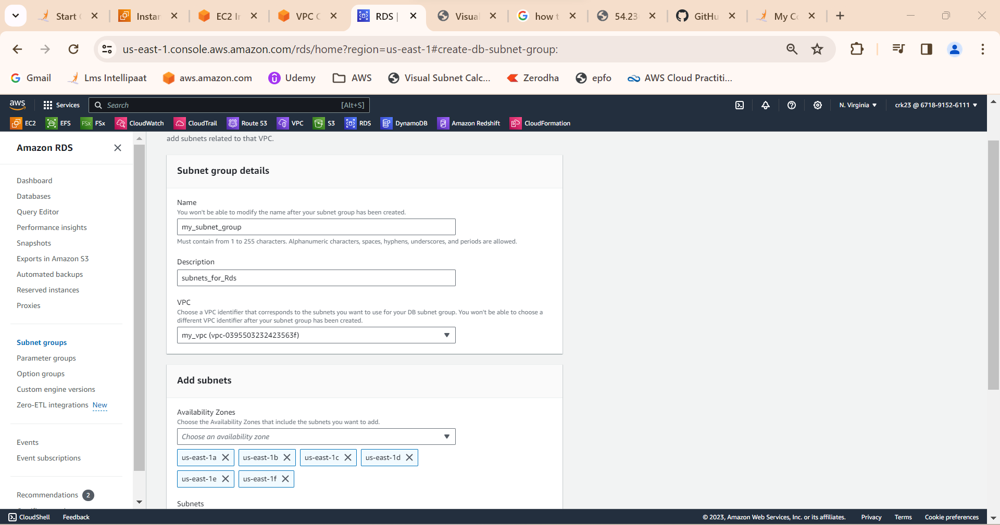 Start
Instar
EC2 Ir
VPC
RDS |
Visual
how t
54.23
GitHu
My Co
us-east-1.console.aws.amazon.com/rds/home?region=us-east-1#create-db-subnet-group:
Gmail
Lms Intellipaat
aws.amazon.com
Udemy
AWS
Visual Subnet Calc...
Zerodha
epfo
AWS Cloud Practiti...
aws
Services
Search
[Alt+S]
N. Virginia
crk23 @ 6718-9152-6111
EC2
EFS
FSx
FSx
CloudWatch
CloudTrail
Route 53
VPC
S3
RDS
DynamoDB
Amazon Redshift
CloudFormation
Amazon RDS
Dashboard
Databases
Query Editor
Performance insights
Snapshots
Exports in Amazon S3
Automated backups
Reserved instances
Proxies
Subnet groups
Parameter groups
Option groups
Custom engine versions
Zero-ETL integrations New
Events
Event subscriptions
Recommendations 2
add subnets related to that VPC.
Subnet group details
Name
You won't be able to modify the name after your subnet group has been created.
my_subnet_group
Must contain from 1 to 255 characters. Alphanumeric characters, spaces, hyphens, underscores, and periods are allowed.
Description
subnets_for_Rds
VPC
Choose a VPC identifier that corresponds to the subnets you want to use for your DB subnet group. You won't be able to choose a
different VPC identifier after your subnet group has been created.
my_vpc (vpc-0395503232423563f)
Add subnets
Availability Zones
Choose the Availability Zones that include the subnets you want to add.
Choose an availability zone
us-east-1a
us-east-1b
us-east-1c
us-east-1d
us-east-1e
us-east-1f
Subnets
CloudShell
Feedback
© 2023, Amazon Web Services, Inc. or its affiliates.
Privacy
Terms
Cookie preferences